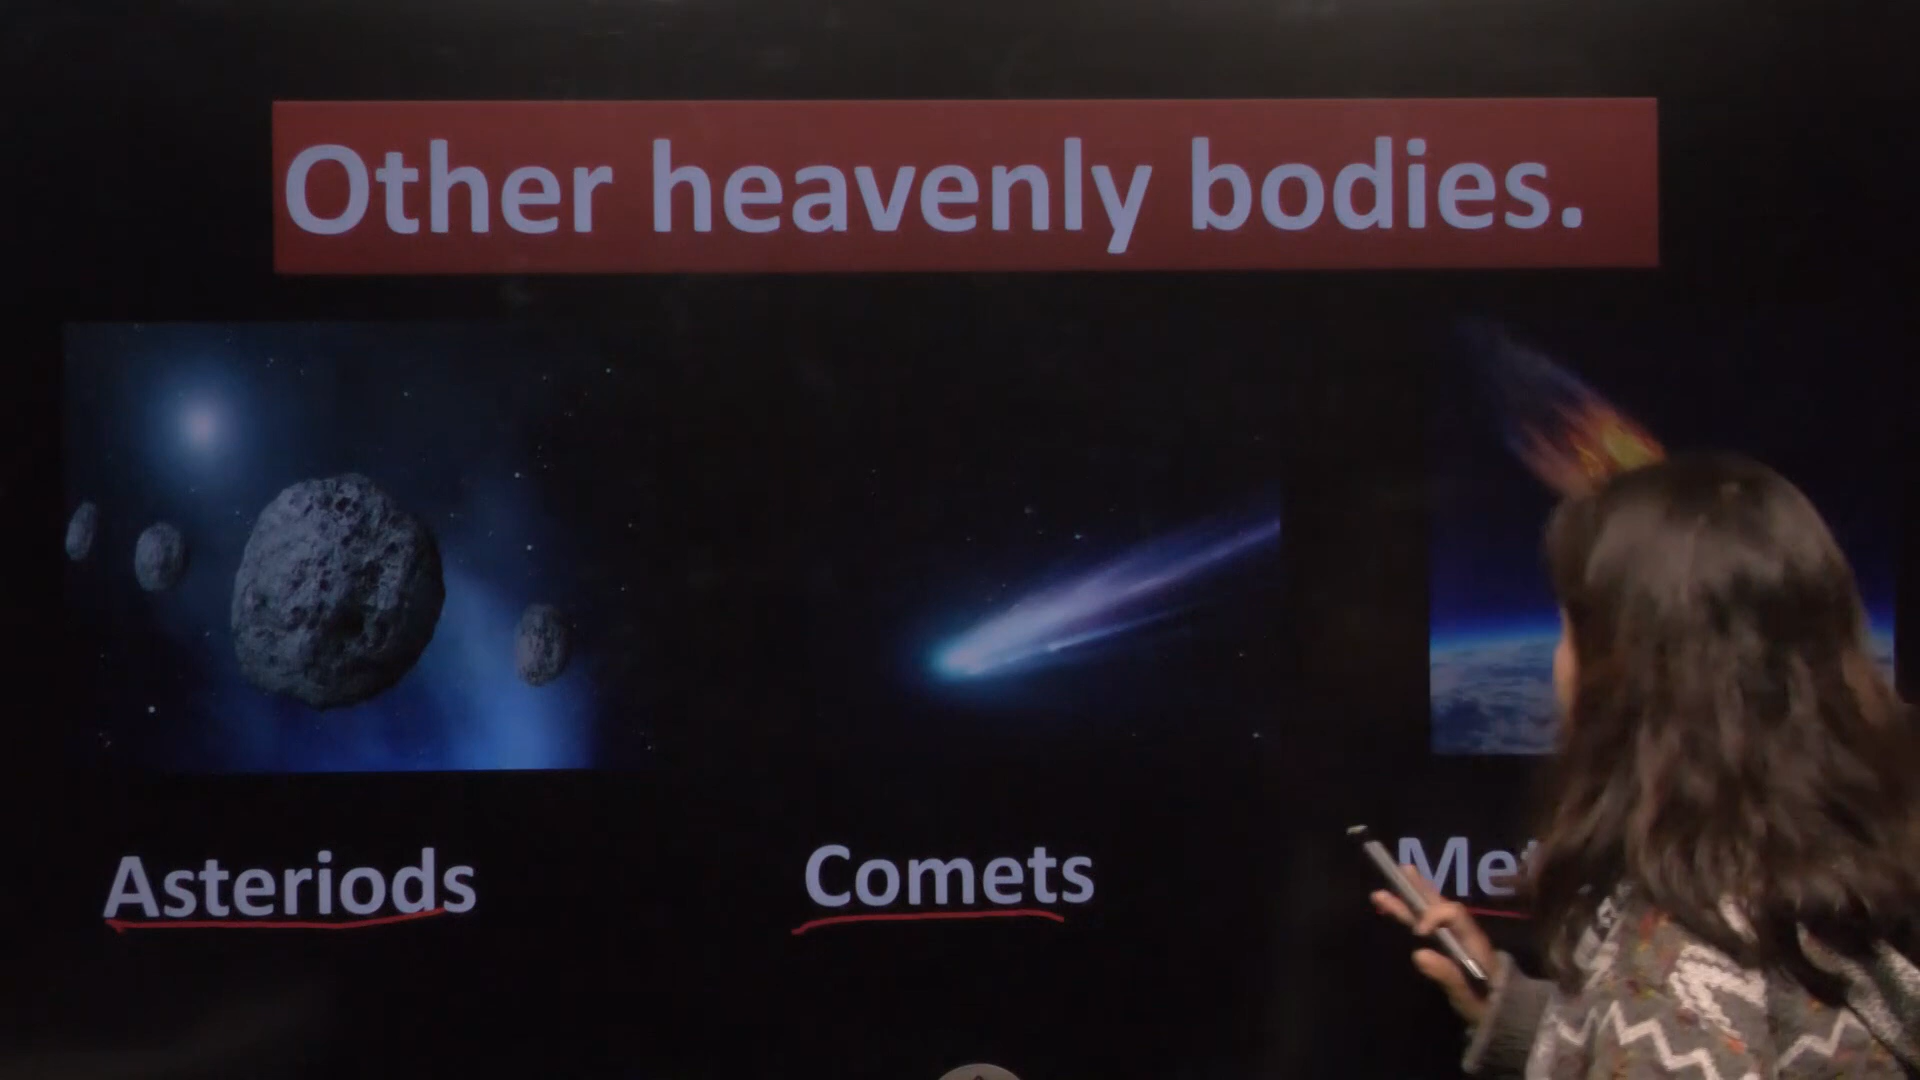 Other heavenly bodies.
Asteriods
Comets